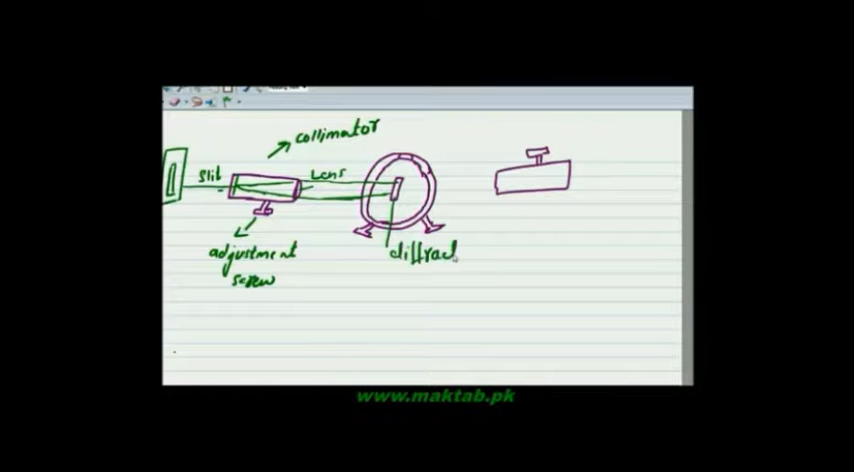 collimator
Slit
Lens
adjustment
screw
diffract
www.maktab.pk